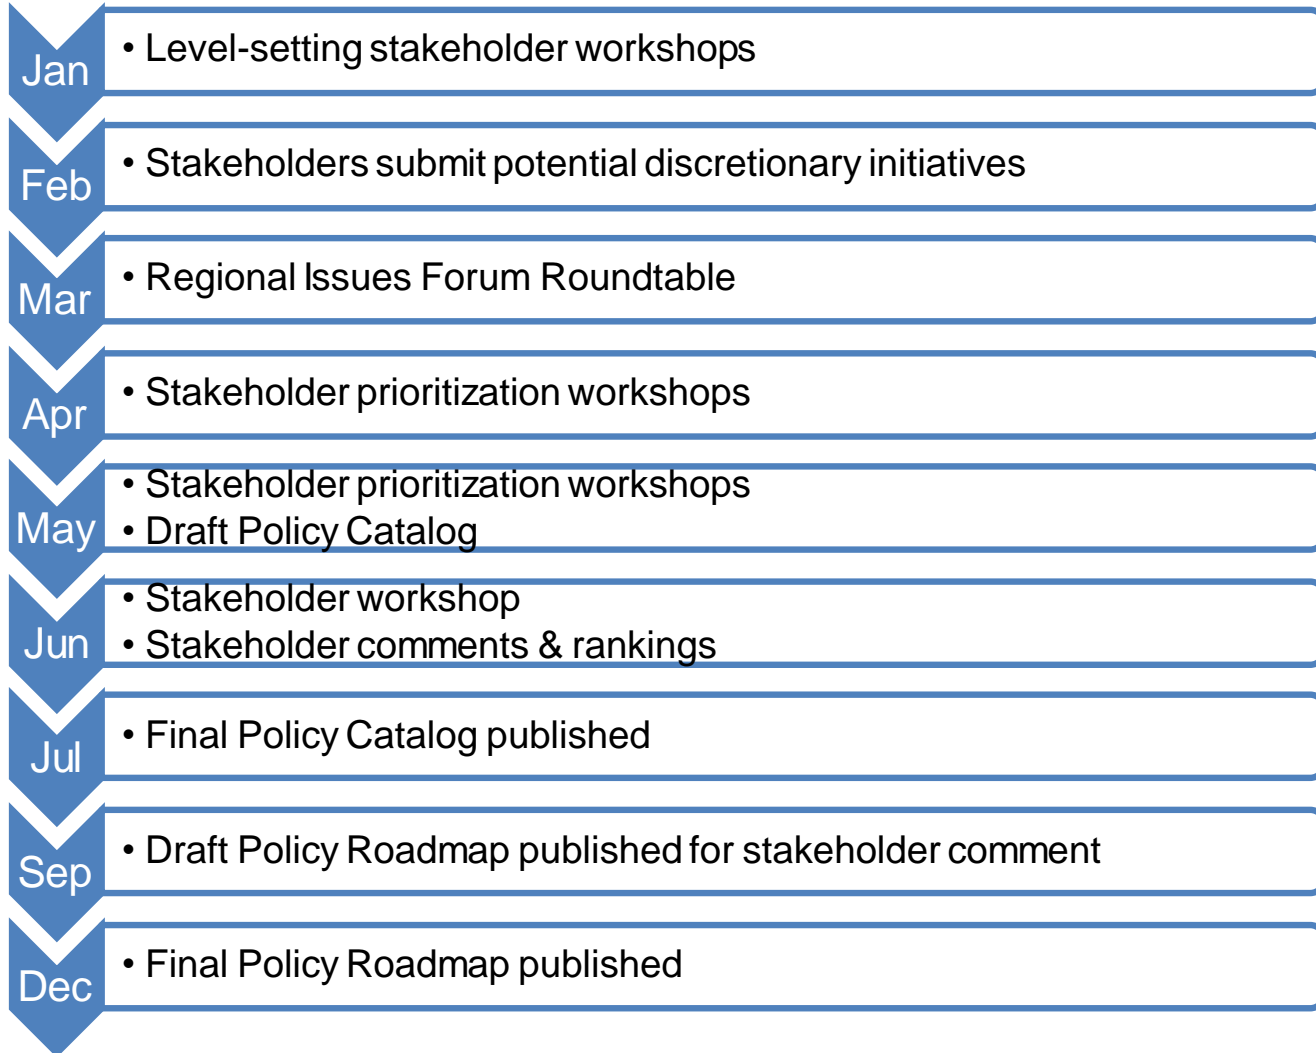 Jan
• Level-setting stakeholder workshops
Feb
• Stakeholders submit potential discretionary initiatives
Mar
• Regional Issues Forum Roundtable
Apr
• Stakeholder prioritization workshops
May
• Stakeholder prioritization workshops
• Draft Policy Catalog
Jun
• Stakeholder workshop
• Stakeholder comments & rankings
Jul
• Final Policy Catalog published
Sep
• Draft Policy Roadmap published for stakeholder comment
Dec
• Final Policy Roadmap published